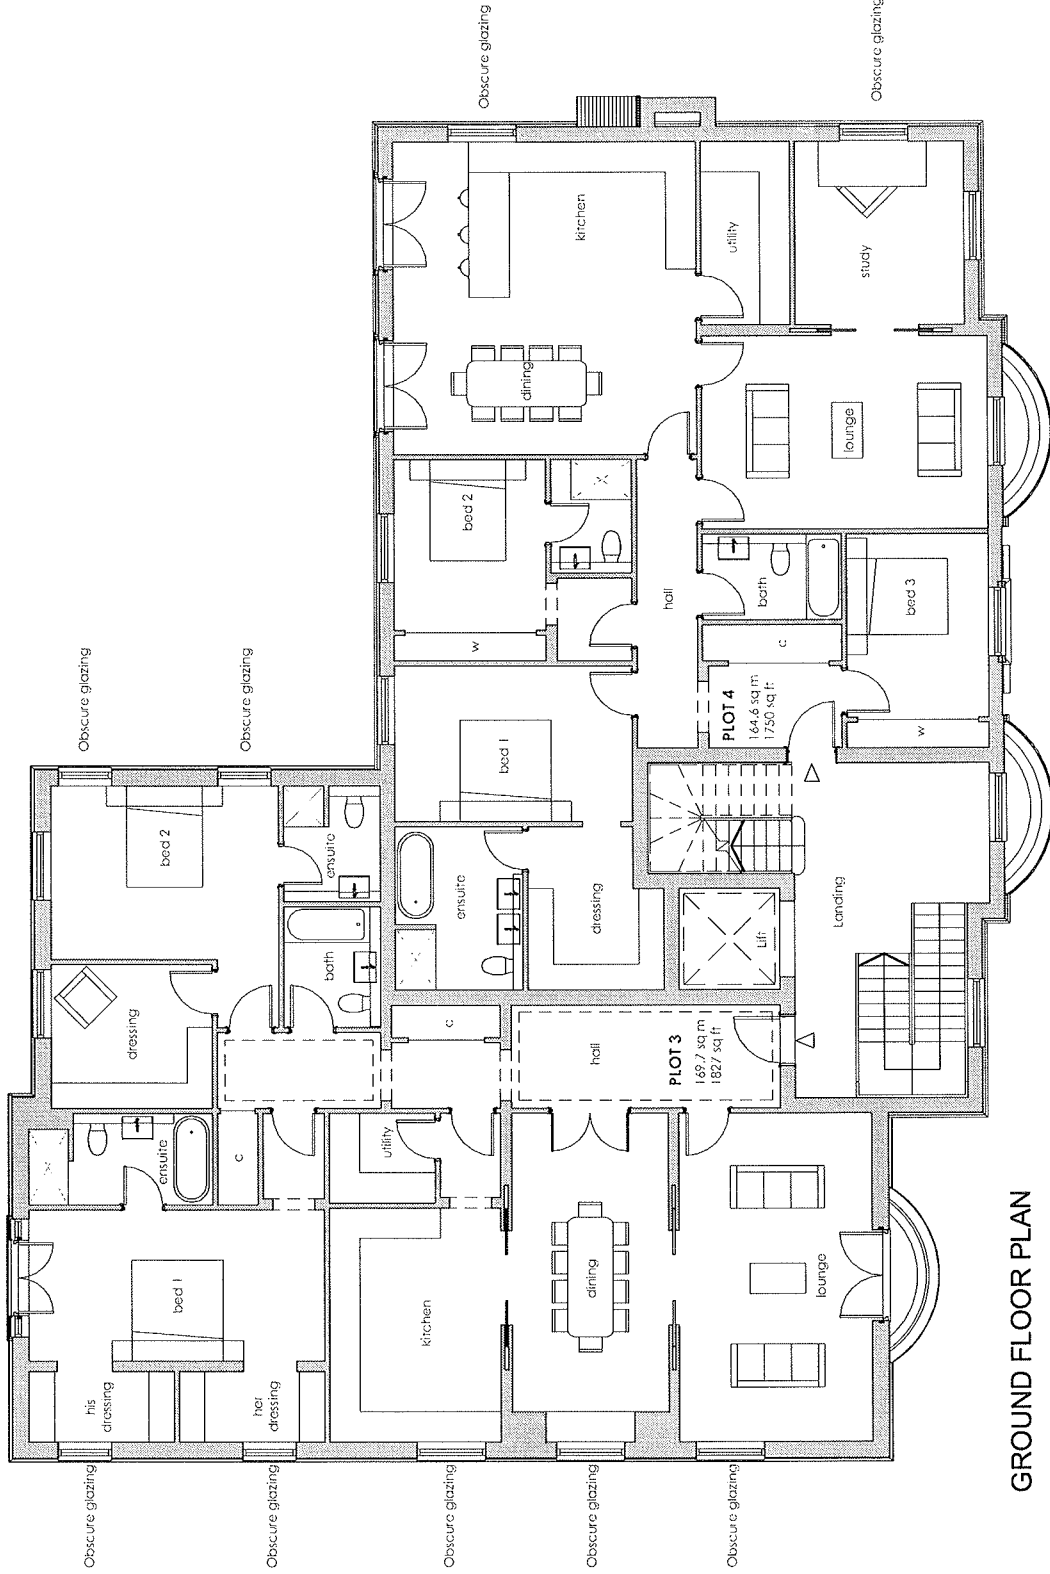 Obscure glazing
Obscure glazing
Obscure glazing
Obscure glazing
Obscure glazing
his
dressing
her
dressing
bed 1
kitchen
dining
lounge
ensuite
c
utility
dressing
bath
ensuite
bed 2
c
hall
PLOT 3
169.7 sq m
1827 sq ft
Obscure glazing
Obscure glazing
ensuite
dressing
Lift
Landing
bed 1
w
bed 2
hall
PLOT 4
164.6 sq m
1750 sq ft
c
w
bath
bed 3
dining
kitchen
utility
lounge
study
Obscure glazing
Obscure glazing
GROUND FLOOR PLAN